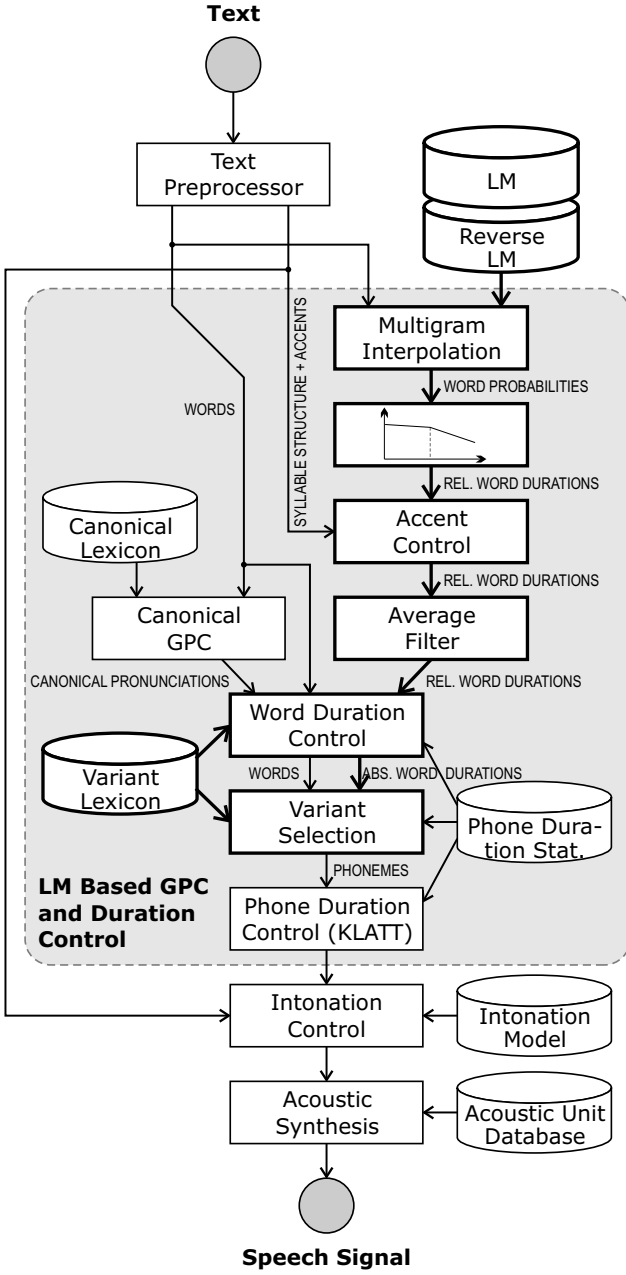 Text
Text
Preprocessor
LM
Reverse
LM
Multigram
Interpolation
WORD PROBABILITIES
WORDS
SYLLABLE STRUCTURE + ACCENTS
REL. WORD DURATIONS
Canonical
Lexicon
Accent
Control
REL. WORD DURATIONS
Canonical
GPC
Average
Filter
CANONICAL PRONUNCIATIONS
REL. WORD DURATIONS
Word Duration
Control
Variant
Lexicon
WORDS
ABS. WORD DURATIONS
Variant
Selection
Phone Dura-
tion Stat.
PHONEMES
LM Based GPC
and Duration
Control
Phone Duration
Control (KLATT)
Intonation
Control
Intonation
Model
Acoustic
Synthesis
Acoustic Unit
Database
Speech Signal